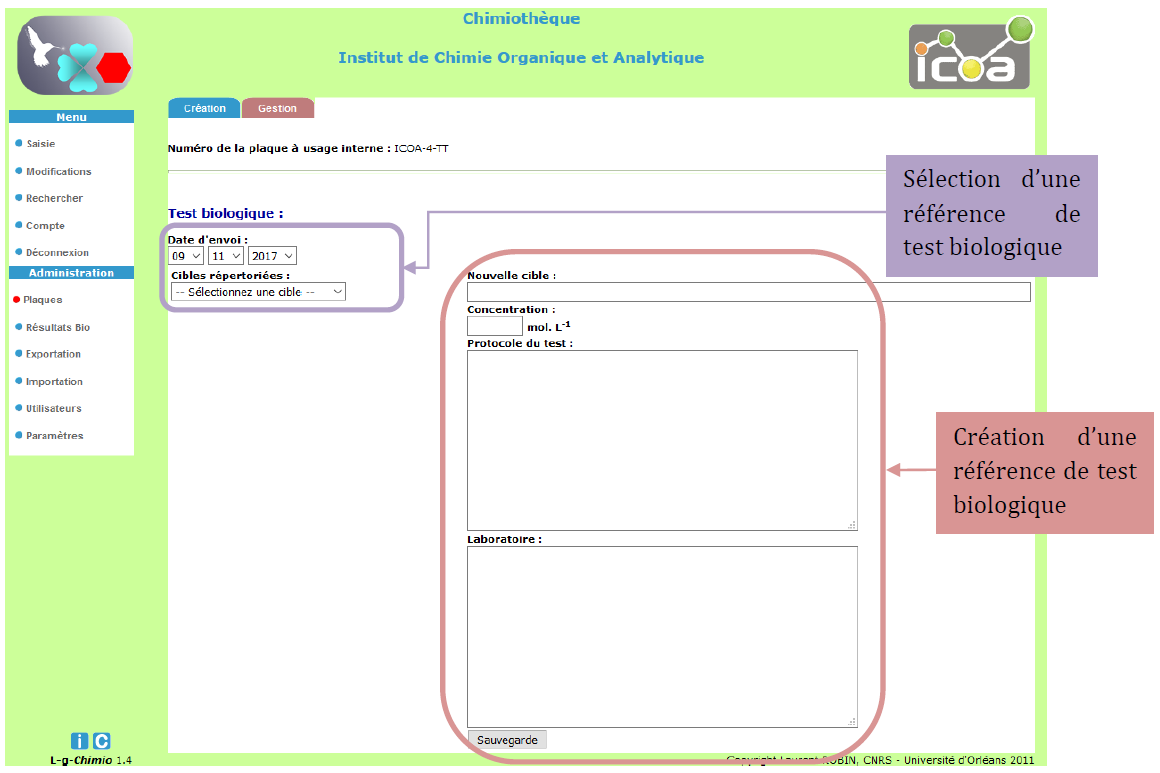 Chimiothèque
Institut de Chimie Organique et Analytique
icoa
Menu
Saisie
Modifications
Rechercher
Compte
Déconnexion
Administration
Plaques
Résultats Bio
Exportation
Importation
Utilisateurs
Paramètres
Création
Gestion
Numéro de la plaque à usage interne : ICOA-4-TT
Test biologique :
Date d'envoi :
09 11 2017
Cibles répertoriées :
-- Sélectionnez une cible --
Sélection d’une
référence de
test biologique
Nouvelle cible :
Concentration :
mol. L⁻¹
Protocole du test :
Création d’une
référence de test
biologique
Laboratoire :
Sauvegarde
i C
L-g-Chimio 1.4
Copyright Laurent ROBIN, CNRS - Université d'Orléans 2011